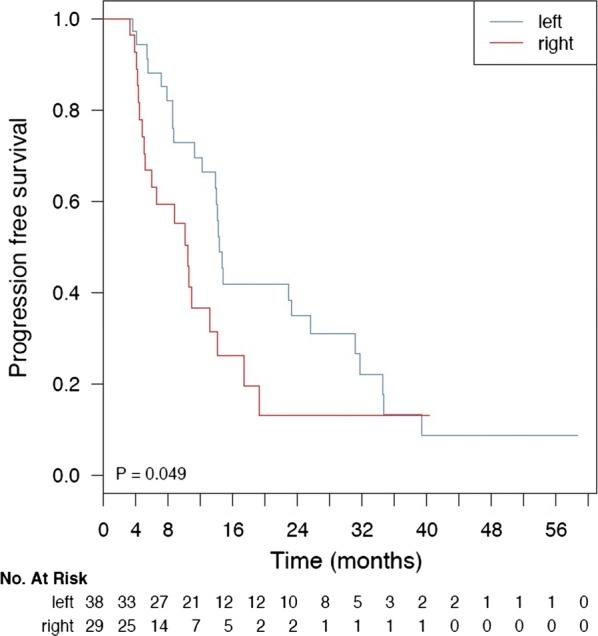 left
right
1.0
0.8
0.6
0.4
0.2
0.0
Progression free survival
P = 0.049
0 4 8 16 24 32 40 48 56
Time (months)
No. At Risk
left 38 33 27 21 12 12 10 8 5 3 2 2 1 1 1 0
right 29 25 14 7 5 2 2 1 1 1 1 0 0 0 0 0